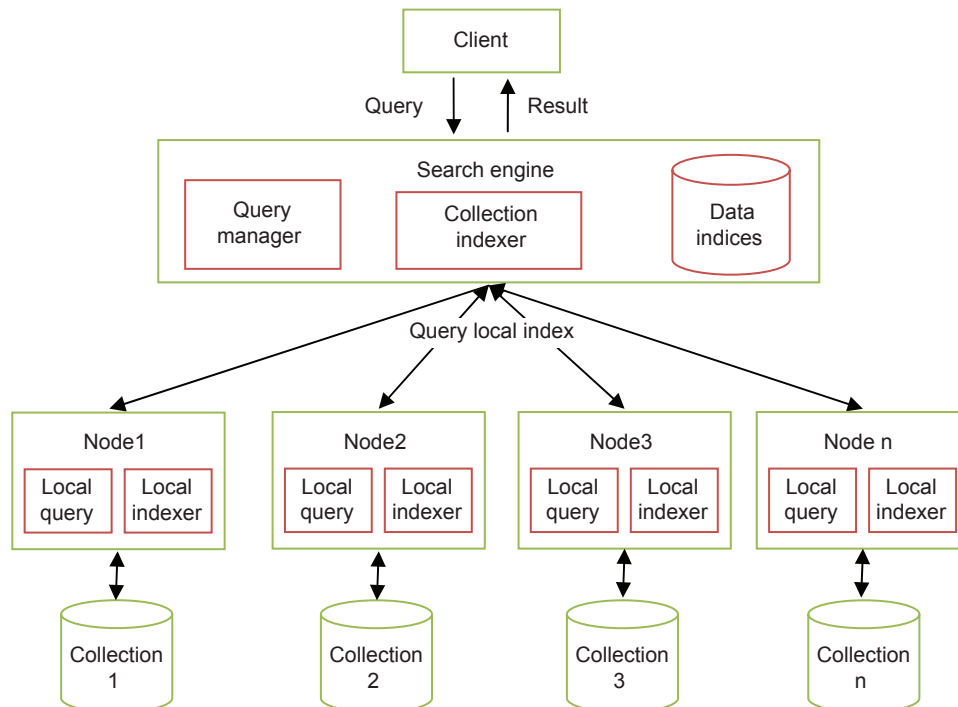 Client
Query
Result
Search engine
Query
manager
Collection
indexer
Data
indices
Query local index
Node1
Local
query
Local
indexer
Node2
Local
query
Local
indexer
Node3
Local
query
Local
indexer
Node n
Local
query
Local
indexer
Collection
1
Collection
2
Collection
3
Collection
n